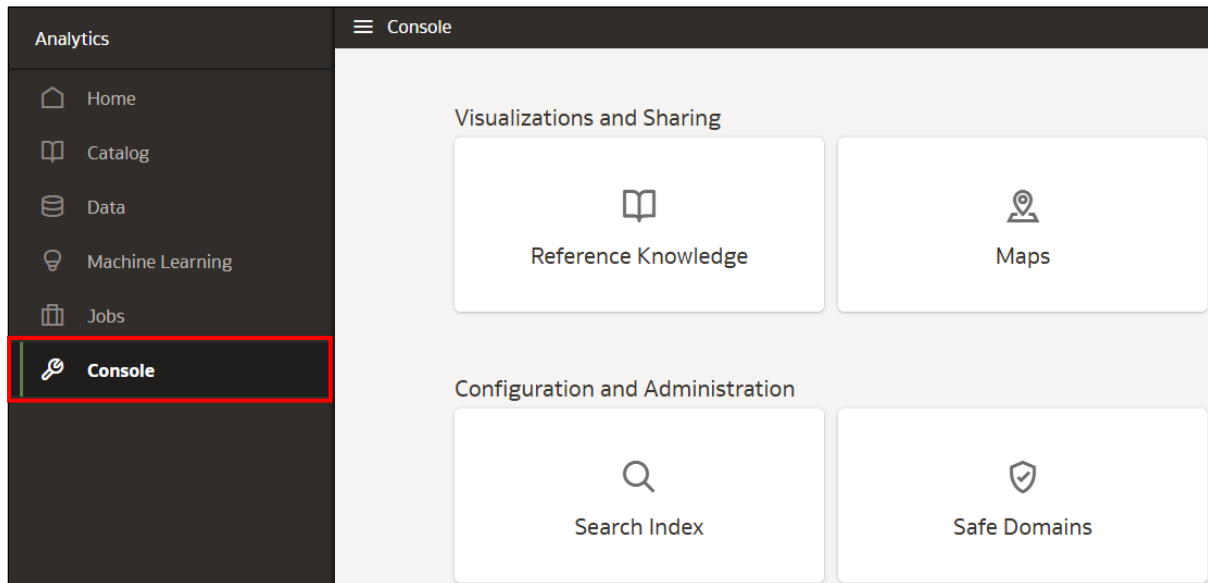 Analytics
Home
Catalog
Data
Machine Learning
Jobs
Console
Console
Visualizations and Sharing
Reference Knowledge
Maps
Configuration and Administration
Search Index
Safe Domains